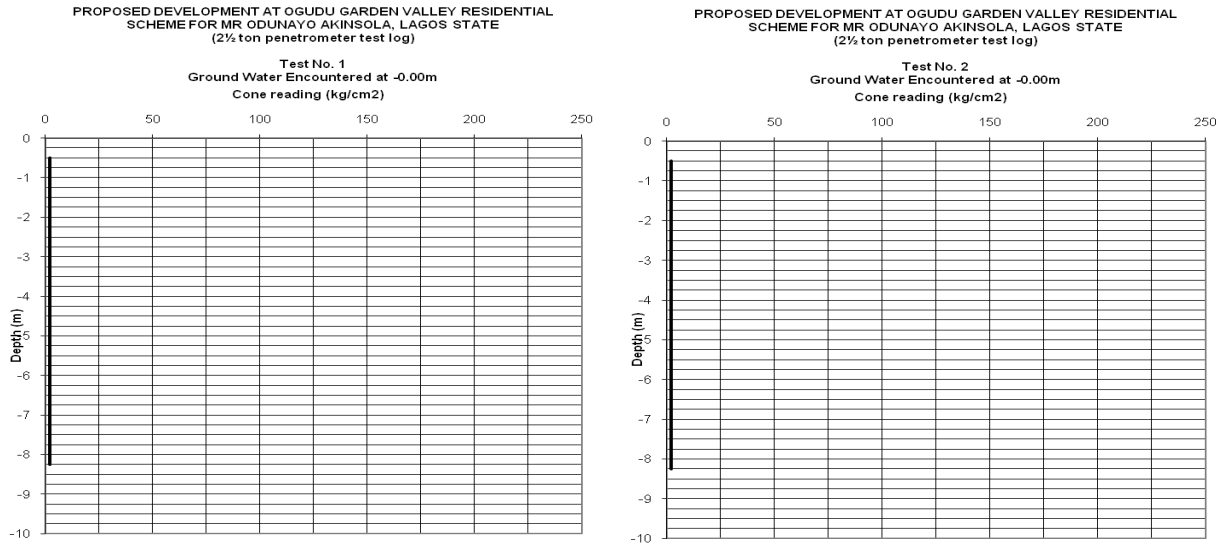 PROPOSED DEVELOPMENT AT OGUDU GARDEN VALLEY RESIDENTIAL
SCHEME FOR MR ODUNAYO AKINSOLA, LAGOS STATE
(2½ ton penetrometer test log)
Test No. 1
Ground Water Encountered at -0.00m
Cone reading (kg/cm2)
0 50 100 150 200 250
0
-1
-2
-3
-4
-5
-6
-7
-8
-9
-10
Depth (m)
PROPOSED DEVELOPMENT AT OGUDU GARDEN VALLEY RESIDENTIAL
SCHEME FOR MR ODUNAYO AKINSOLA, LAGOS STATE
(2½ ton penetrometer test log)
Test No. 2
Ground Water Encountered at -0.00m
Cone reading (kg/cm2)
0 50 100 150 200 250
0
-1
-2
-3
-4
-5
-6
-7
-8
-9
-10
Depth (m)